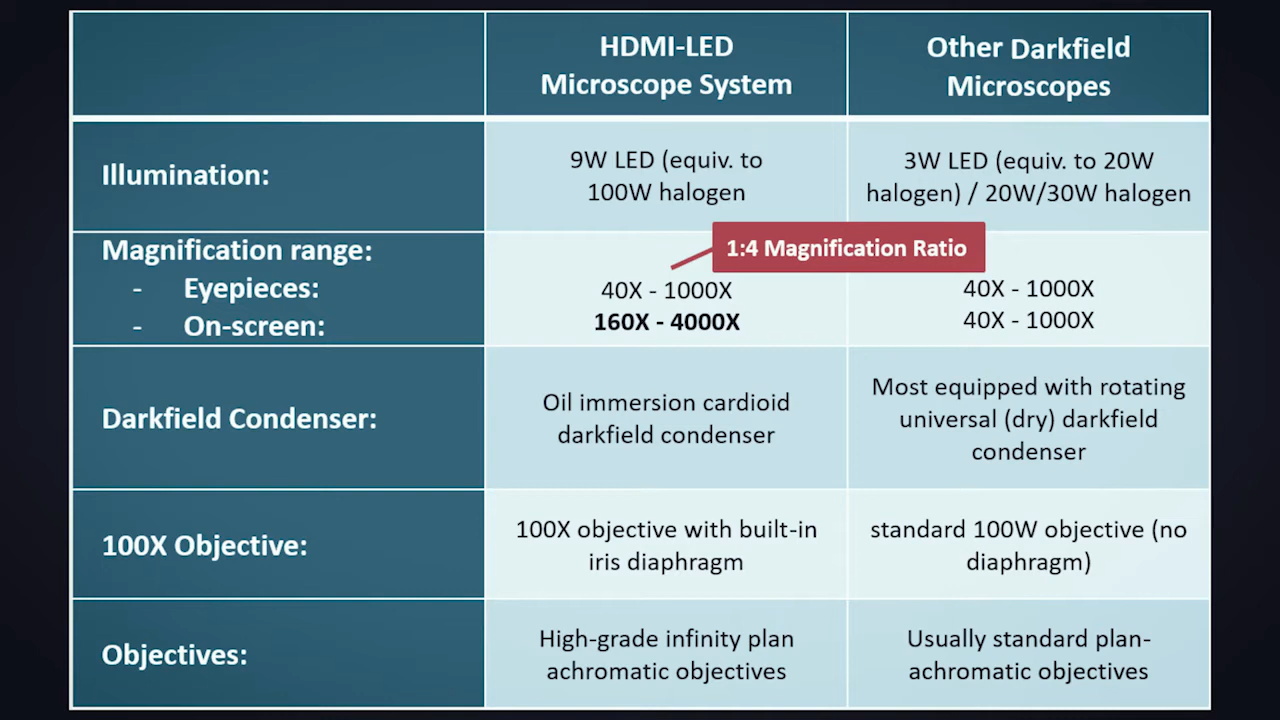 HDMI-LED
Microscope System
Other Darkfield
Microscopes
Illumination:
9W LED (equiv. to
100W halogen
3W LED (equiv. to 20W
halogen) / 20W/30W halogen
Magnification range:
- Eyepieces:
- On-screen:
1:4 Magnification Ratio
40X - 1000X
160X - 4000X
40X - 1000X
40X - 1000X
Darkfield Condenser:
Oil immersion cardioid
darkfield condenser
Most equipped with rotating
universal (dry) darkfield
condenser
100X Objective:
100X objective with built-in
iris diaphragm
standard 100W objective (no
diaphragm)
Objectives:
High-grade infinity plan
achromatic objectives
Usually standard plan-
achromatic objectives